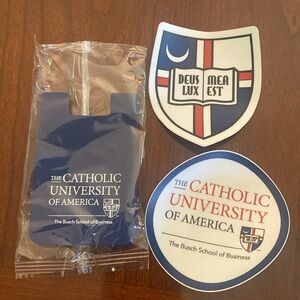 DEUS MEA
LUX EST
THE CATHOLIC
UNIVERSITY
OF AMERICA
The Busch School of Business
THE CATHOLIC
UNIVERSITY
OF AMERICA
The Busch School of Business